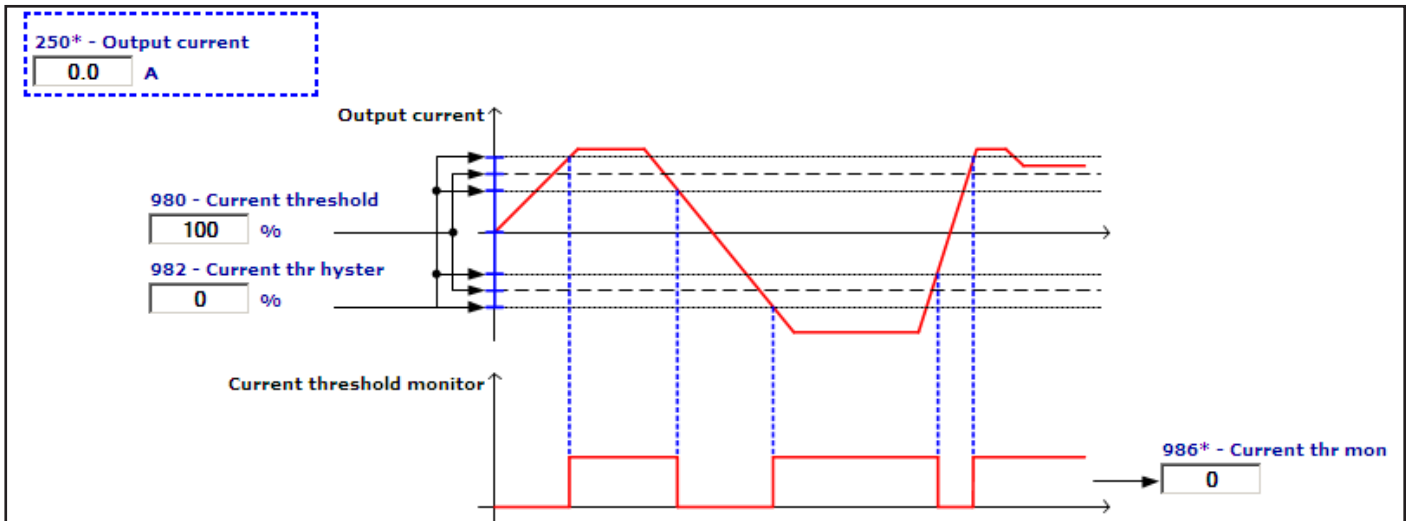 250* - Output current
0.0 A
Output current
980 - Current threshold
100 %
982 - Current thr hyster
0 %
Current threshold monitor
986* - Current thr mon
0